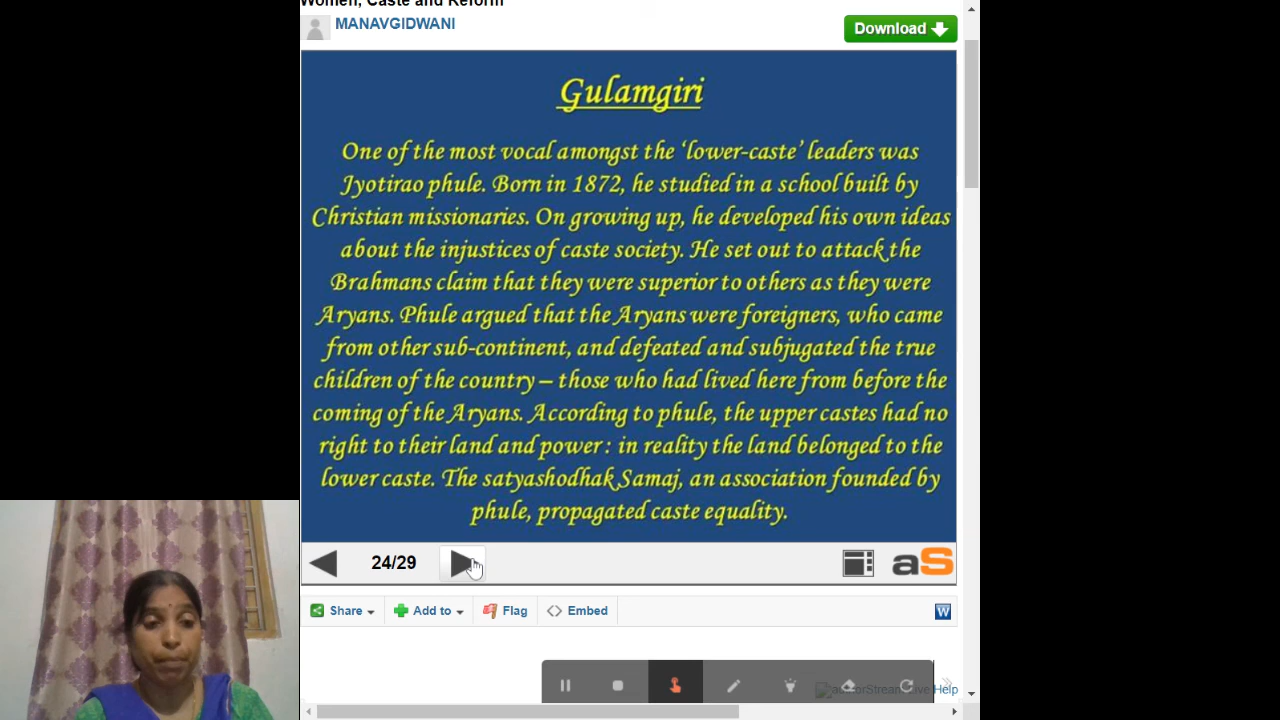 Women, Caste and Reform
MANAVGIDWANI
Download
Gulamgiri
One of the most vocal amongst the ‘lower-caste’ leaders was
Jyotirao phule. Born in 1872, he studied in a school built by
Christian missionaries. On growing up, he developed his own ideas
about the injustices of caste society. He set out to attack the
Brahmans claim that they were superior to others as they were
Aryans. Phule argued that the Aryans were foreigners, who came
from other sub-continent, and defeated and subjugated the true
children of the country – those who had lived here from before the
coming of the Aryans. According to phule, the upper castes had no
right to their land and power : in reality the land belonged to the
lower caste. The satyashodhak Samaj, an association founded by
phule, propagated caste equality.
24/29
aS
Share
Add to
Flag
Embed
W
Help